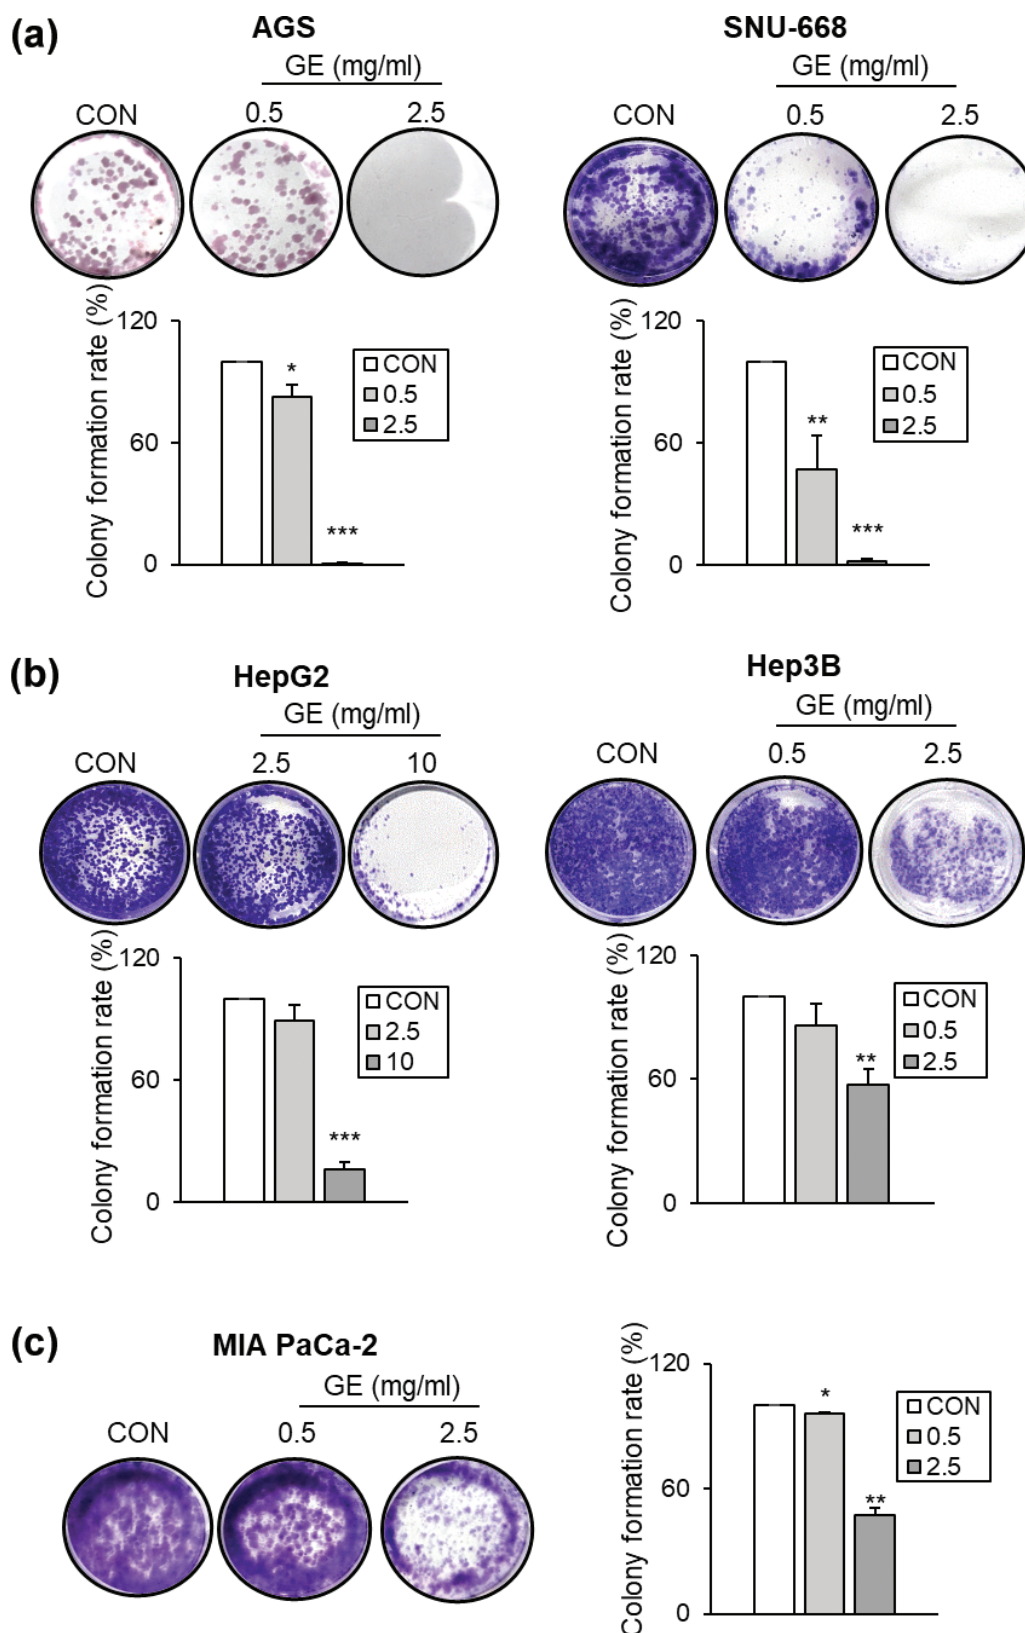 (a)
AGS
GE (mg/ml)
CON
0.5
2.5
Colony formation rate (%)
120
60
0
*
***
CON
0.5
2.5
SNU-668
GE (mg/ml)
CON
0.5
2.5
Colony formation rate (%)
120
60
0
**
***
CON
0.5
2.5
(b)
HepG2
GE (mg/ml)
CON
2.5
10
Colony formation rate (%)
120
60
0
***
CON
2.5
10
Hep3B
GE (mg/ml)
CON
0.5
2.5
Colony formation rate (%)
120
60
0
**
CON
0.5
2.5
(c)
MIA PaCa-2
GE (mg/ml)
CON
0.5
2.5
Colony formation rate (%)
120
60
0
*
**
CON
0.5
2.5